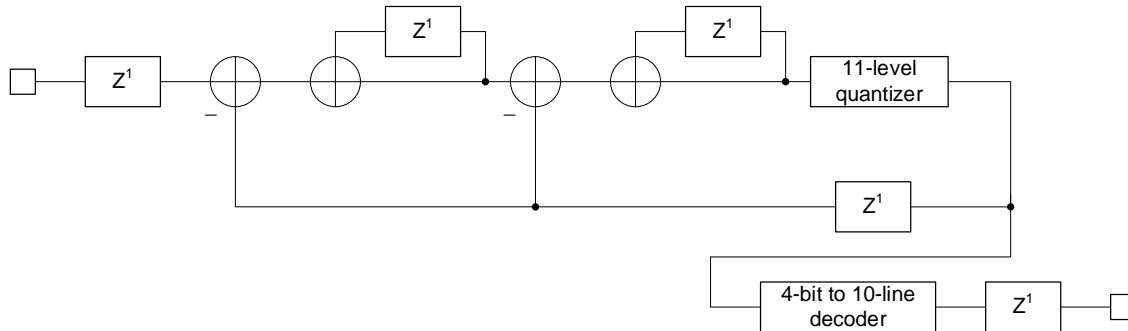 Z¹
Z¹
Z¹
11-level
quantizer
–
–
Z¹
4-bit to 10-line
decoder
Z¹